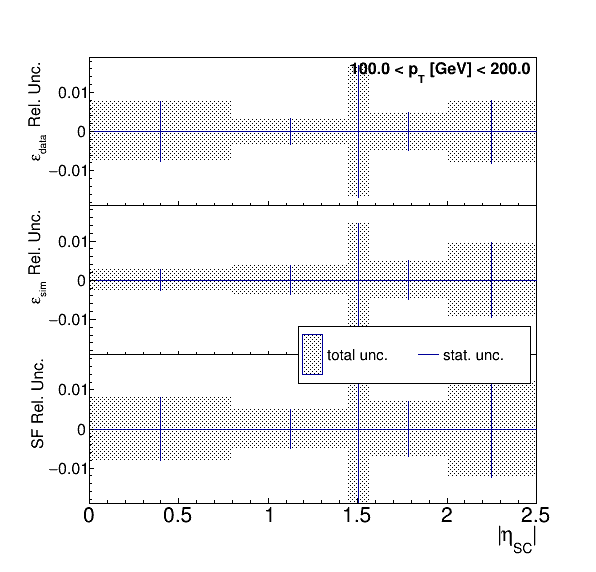 100.0 < p_T [GeV] < 200.0
ε_data Rel. Unc.
0.01
0
−0.01
ε_sim Rel. Unc.
0.01
0
−0.01
total unc.
stat. unc.
SF Rel. Unc.
0.01
0
−0.01
0 0.5 1 1.5 2 2.5
|η_SC|